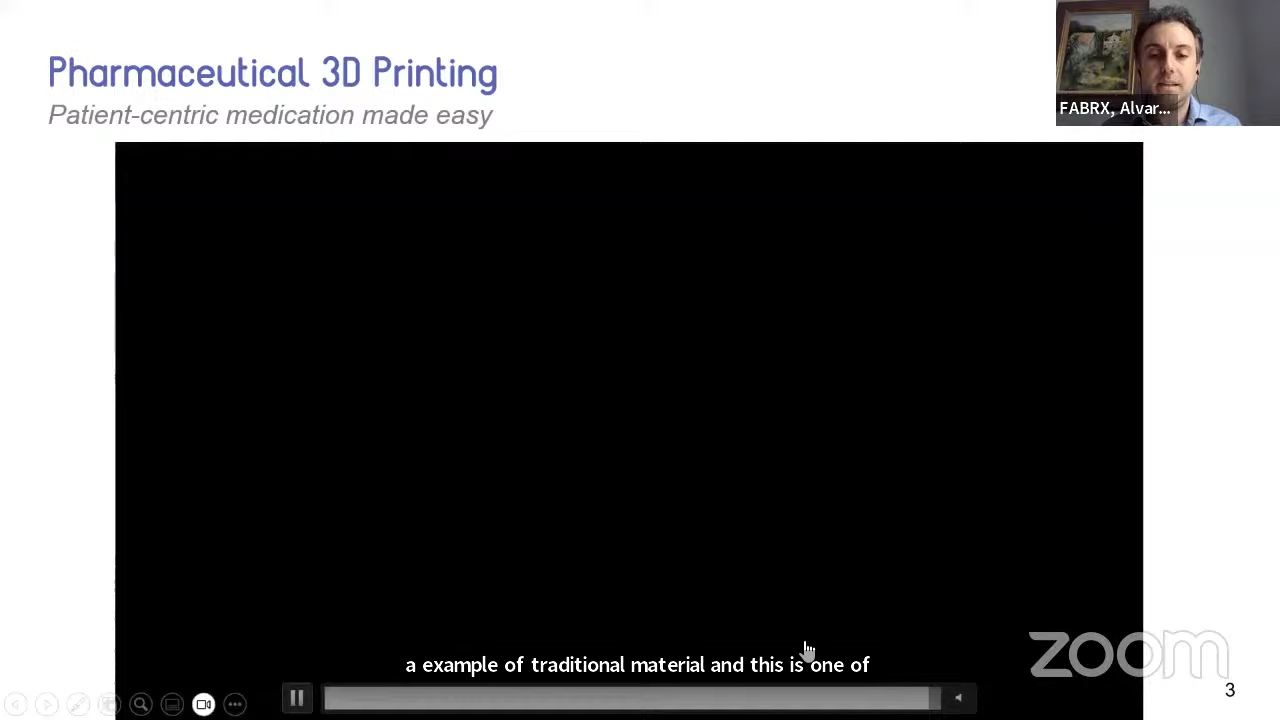 Pharmaceutical 3D Printing
Patient-centric medication made easy
FABRX, Alvar...
a example of traditional material and this is one of
zoom
3